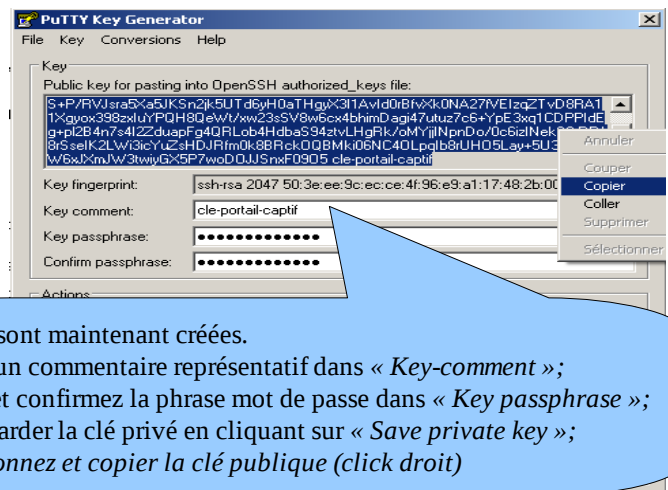 PuTTY Key Generator
File Key Conversions Help
Key
Public key for pasting into OpenSSH authorized_keys file:
1XgyoX398zxIuYPQH8QeWt/xw23sSV8w6cx4bhimDagi47utuz7c6+YpE3xq1CDPPIdE
W6xJXmJW3twiyGX5P7woD0JJSnxF09O5 cle-portail-captif
Annuler
Couper
Copier
Coller
Supprimer
Sélectionner
Key fingerprint: ssh-rsa 2047 50:3e:ee:9c:ec:ce:4f:96:e9:a1:17:48:2b:00
Key comment: cle-portail-captif
Key passphrase: •••••••••••••
Confirm passphrase: •••••••••••••
Actions
sont maintenant créées.
un commentaire représentatif dans « Key-comment »;
et confirmez la phrase mot de passe dans « Key passphrase »;
arder la clé privé en cliquant sur « Save private key »;
onnez et copier la clé publique (click droit)